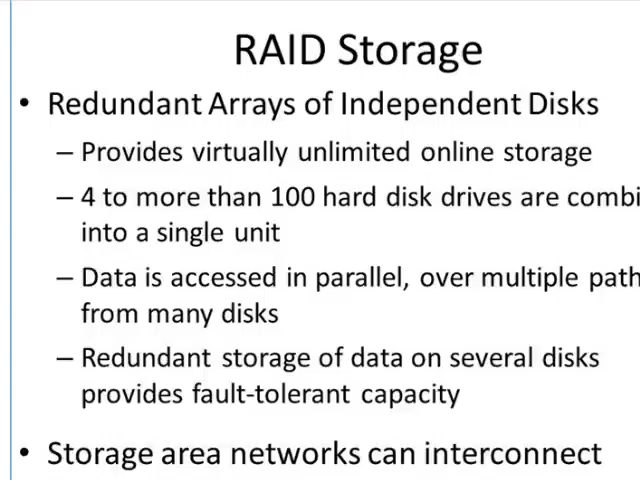 RAID Storage
• Redundant Arrays of Independent Disks
– Provides virtually unlimited online storage
– 4 to more than 100 hard disk drives are combi
into a single unit
– Data is accessed in parallel, over multiple path
from many disks
– Redundant storage of data on several disks
provides fault-tolerant capacity
• Storage area networks can interconnect